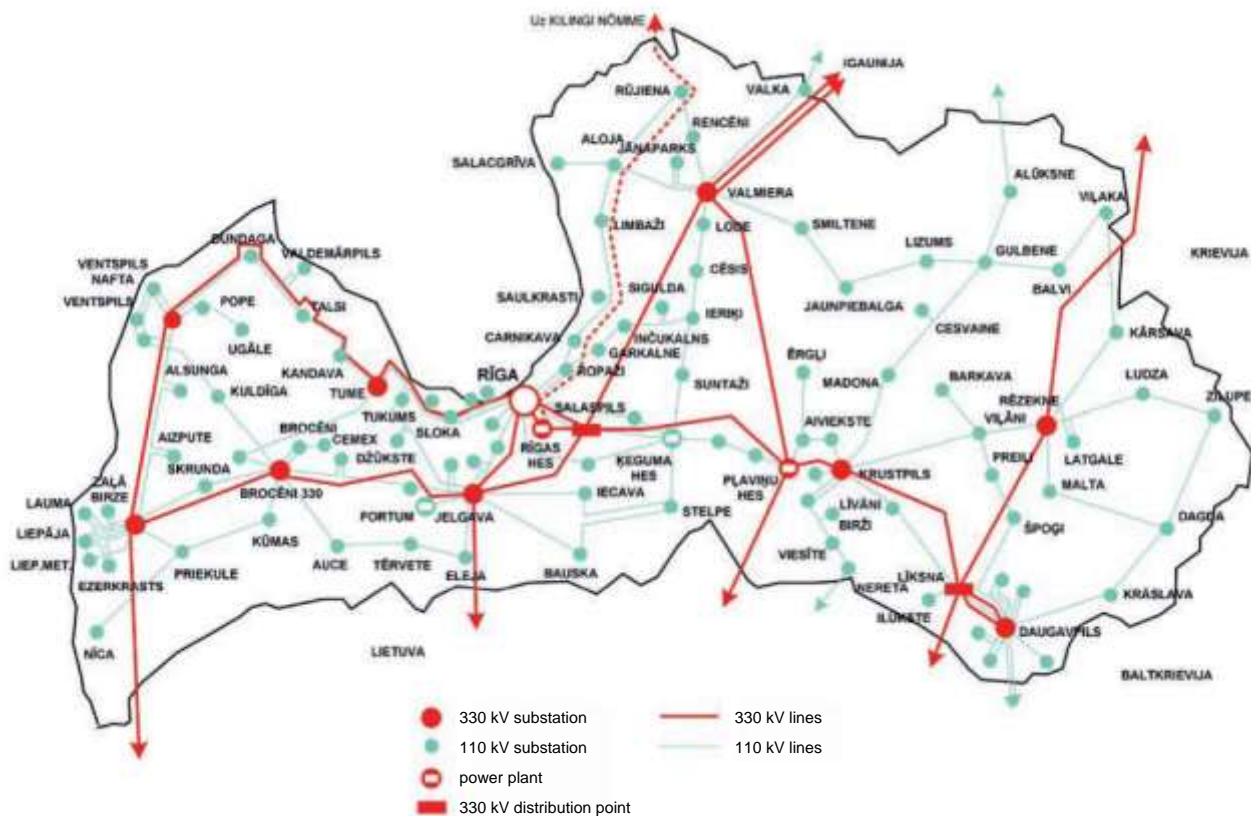 Uz KILINGI NÕMME
IGAUNIJA
RŪJIENA
VALKA
RENCĒNI
ALOJA
JĀŅAPARKS
SALACGRĪVA
VALMIERA
ALŪKSNE
VIĻAKA
LIMBAŽI
LODE
SMILTENE
DUNDAGA
VALDEMĀRPILS
LIZUMS
GULBENE
KRIEVIJA
VENTSPILS
NAFTA
CĒSIS
BALVI
VENTSPILS
POPE
TALSI
SAULKRASTI
SIGULDA
JAUNPIEBALGA
IERIĶI
CESVAINE
KĀRSAVA
UGĀLE
CARNIKAVA
INČUKALNS
GARKALNE
ĒRGĻI
ALSUNGA
KANDAVA
RĪGA
ROPAŽI
SUNTAŽI
MADONA
BARKAVA
LUDZA
KULDĪGA
TUME
RĒZEKNE
ZILUPE
TUKUMS
SALASPILS
AIVIEKSTE
VIĻĀNI
BROCĒNI
SLOKA
AIZPUTE
CEMEX
RĪGAS
HES
LATGALE
SKRUNDA
DŽŪKSTE
ĶEGUMA
HES
PĻAVIŅU
HES
KRUSTPILS
PREIĻI
MALTA
ZAĻĀ
BIRZE
LAUMA
BROCĒNI 330
IECAVA
LĪVĀNI
FORTUM
JELGAVA
STELPE
BIRŽI
ŠPOĢI
DAGDA
LIEPĀJA
KŪMAS
VIESĪTE
LIEP.MET.
PRIEKULE
AUCE
TĒRVETE
ELEJA
BAUSKA
LĪKSNA
EZERKRASTS
NERETA
ILŪKSTE
KRĀSLAVA
NĪCA
LIETUVA
DAUGAVPILS
BALTKRIEVIJA
330 kV substation
330 kV lines
110 kV substation
110 kV lines
power plant
330 kV distribution point